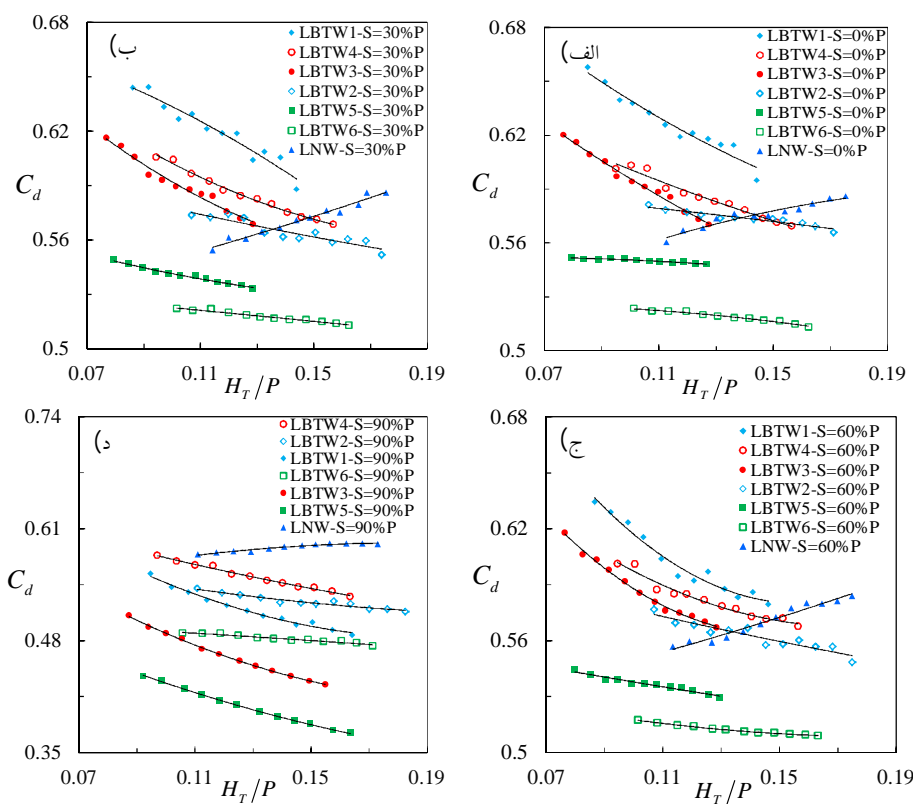 الف)
LBTW1-S=0%P
LBTW4-S=0%P
LBTW3-S=0%P
LBTW2-S=0%P
LBTW5-S=0%P
LBTW6-S=0%P
LNW-S=0%P
0.68
0.62
0.56
0.5
C_d
0.07 0.11 0.15 0.19
H_T/P
ب)
LBTW1-S=30%P
LBTW4-S=30%P
LBTW3-S=30%P
LBTW2-S=30%P
LBTW5-S=30%P
LBTW6-S=30%P
LNW-S=30%P
0.68
0.62
0.56
0.5
C_d
0.07 0.11 0.15 0.19
H_T/P
ج)
LBTW1-S=60%P
LBTW4-S=60%P
LBTW3-S=60%P
LBTW2-S=60%P
LBTW5-S=60%P
LBTW6-S=60%P
LNW-S=60%P
0.68
0.62
0.56
0.5
C_d
0.07 0.11 0.15 0.19
H_T/P
د)
LBTW4-S=90%P
LBTW2-S=90%P
LBTW1-S=90%P
LBTW6-S=90%P
LBTW3-S=90%P
LBTW5-S=90%P
LNW-S=90%P
0.74
0.61
0.48
0.35
C_d
0.07 0.11 0.15 0.19
H_T/P